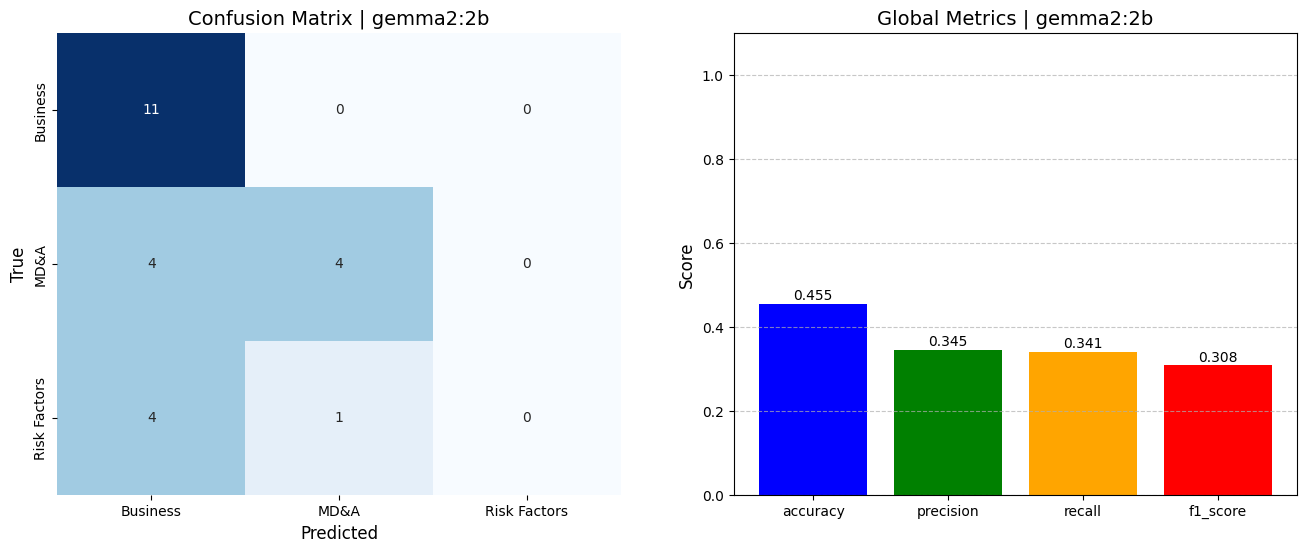 Confusion Matrix | gemma2:2b
True
Business
MD&A
Risk Factors
11 0 0
4 4 0
4 1 0
Business MD&A Risk Factors
Predicted
Global Metrics | gemma2:2b
Score
1.0
0.8
0.6
0.4
0.2
0.0
0.455
0.345
0.341
0.308
accuracy precision recall f1_score